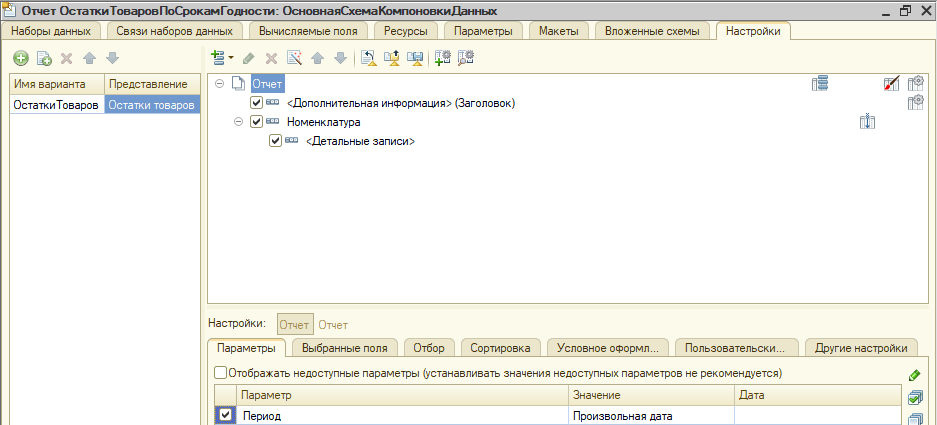 Отчет ОстаткиТоваровПоСрокамГодности: ОсновнаяСхемаКомпоновкиДанных
Наборы данных Связи наборов данных Вычисляемые поля Ресурсы Параметры Макеты Вложенные схемы Настройки
Имя варианта Представление
ОстаткиТоваров Остатки товаров
Отчет
<Дополнительная информация> (Заголовок)
Номенклатура
<Детальные записи>
Настройки: Отчет Отчет
Параметры Выбранные поля Отбор Сортировка Условное оформл... Пользовательски... Другие настройки
Отображать недоступные параметры (устанавливать значения недоступных параметров не рекомендуется)
Параметр Значение Дата
Период Произвольная дата